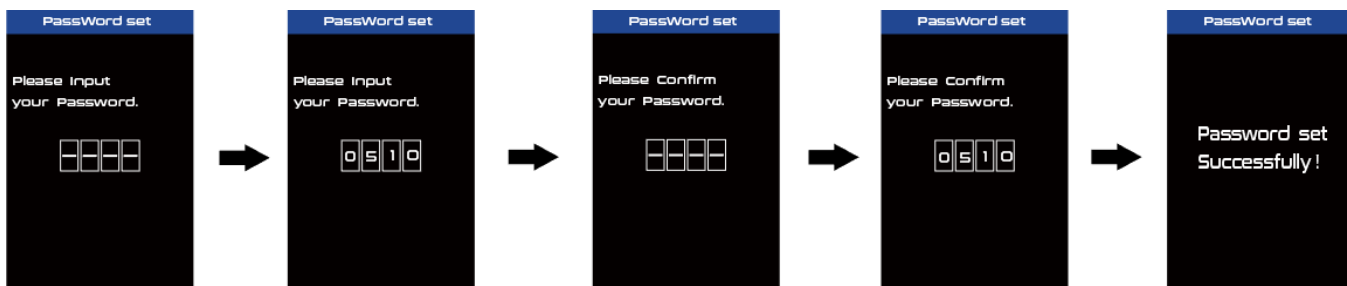 PassWord set
Please Input
your Password.
----
PassWord set
Please Input
your Password.
0510
PassWord set
Please Confirm
your Password.
----
PassWord set
Please Confirm
your Password.
0510
PassWord set
Password set
Successfully!